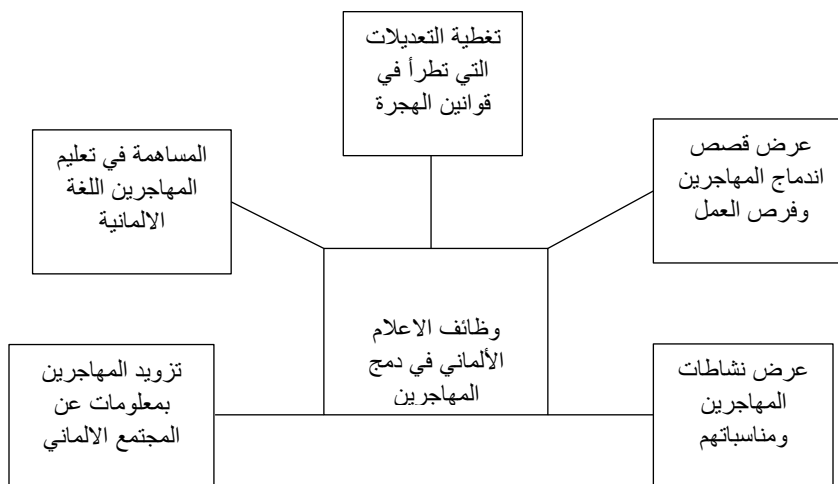 تغطية التعديلات
التي تطرأ في
قوانين الهجرة
عرض قصص
اندماج المهاجرين
وفرص العمل
المساهمة في تعليم
المهاجرين اللغة
الالمانية
وظائف الاعلام
الألماني في دمج
المهاجرين
عرض نشاطات
المهاجرين
ومناسباتهم
تزويد المهاجرين
بمعلومات عن
المجتمع الالماني